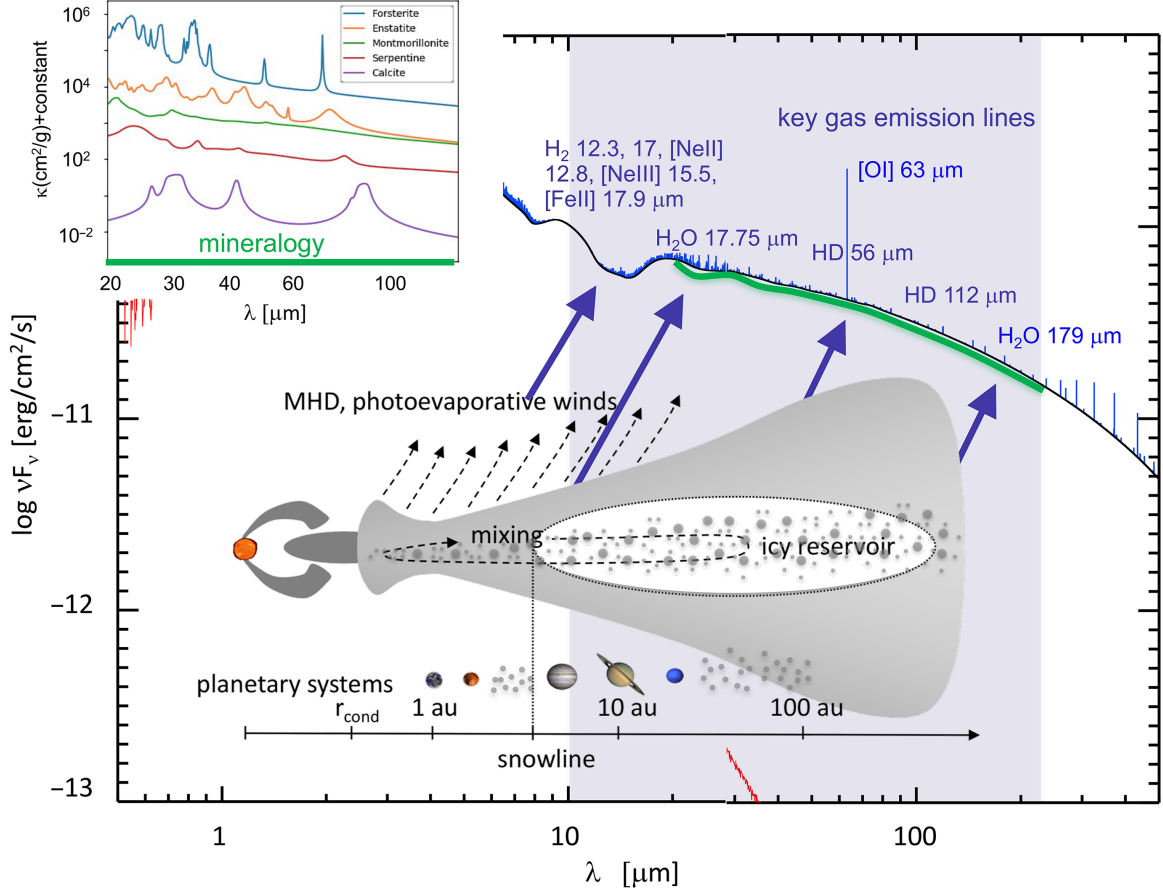 10⁶
10⁴
10²
10⁻²
κ(cm²/g)+constant
Forsterite
Enstatite
Montmorillonite
Serpentine
Calcite
mineralogy
20 30 40 60 100
λ [μm]
key gas emission lines
H₂ 12.3, 17, [NeII]
12.8, [NeIII] 15.5,
[FeII] 17.9 μm
[OI] 63 μm
H₂O 17.75 μm
HD 56 μm
HD 112 μm
H₂O 179 μm
MHD, photoevaporative winds
mixing
icy reservoir
planetary systems
r_cond 1 au 10 au 100 au
snowline
log νFᵥ [erg/cm²/s]
−11
−12
−13
1 10 100
λ [μm]